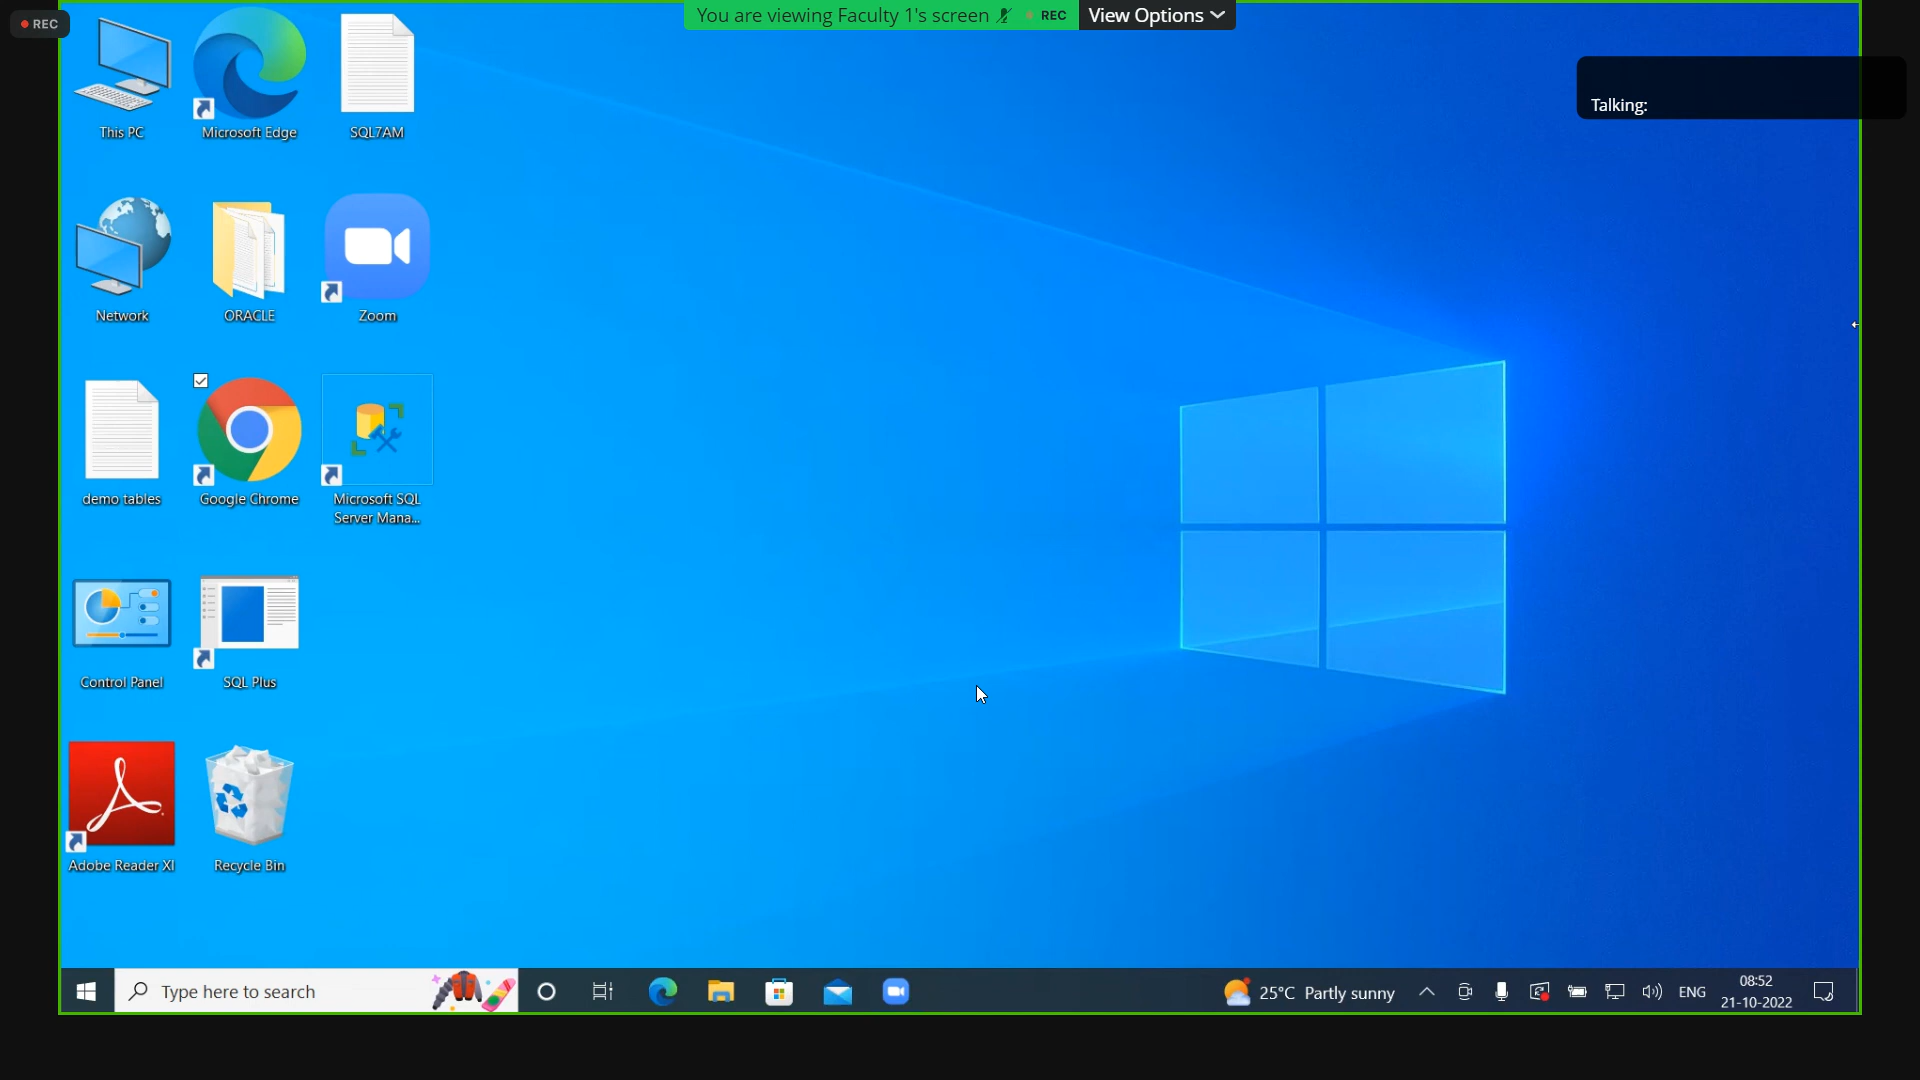 REC
You are viewing Faculty 1's screen
REC
View Options
Talking:
This PC
Microsoft Edge
SQL7AM
Network
ORACLE
Zoom
demo tables
Google Chrome
Microsoft SQL
Server Mana...
Control Panel
SQL Plus
Adobe Reader XI
Recycle Bin
Type here to search
25°C Partly sunny
ENG
08:52
21-10-2022